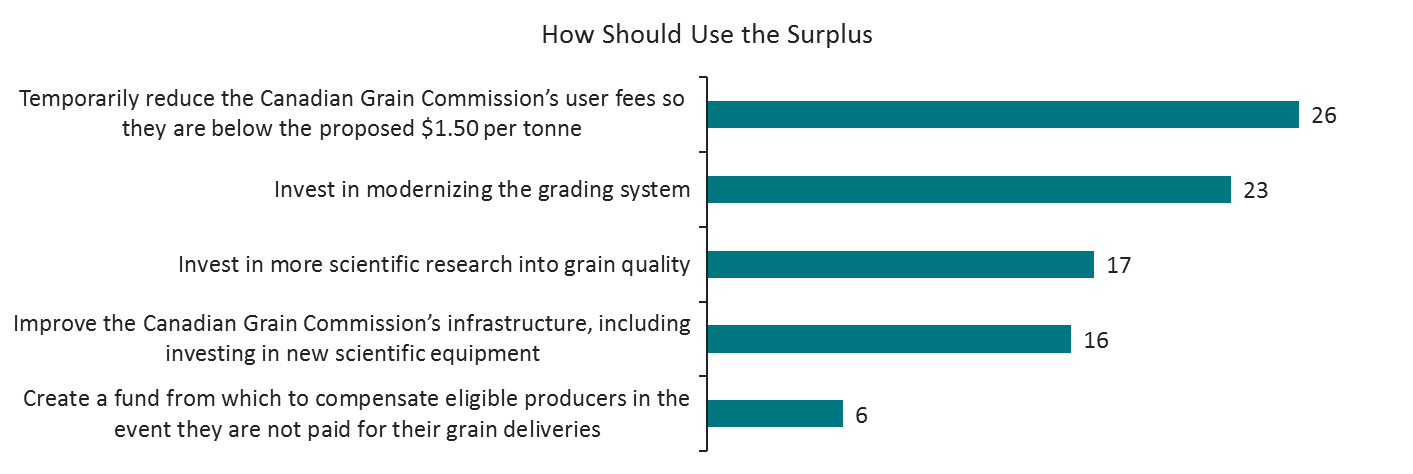 How Should Use the Surplus
Temporarily reduce the Canadian Grain Commission’s user fees so
they are below the proposed $1.50 per tonne
26
Invest in modernizing the grading system
23
Invest in more scientific research into grain quality
17
Improve the Canadian Grain Commission’s infrastructure, including
investing in new scientific equipment
16
Create a fund from which to compensate eligible producers in the
event they are not paid for their grain deliveries
6